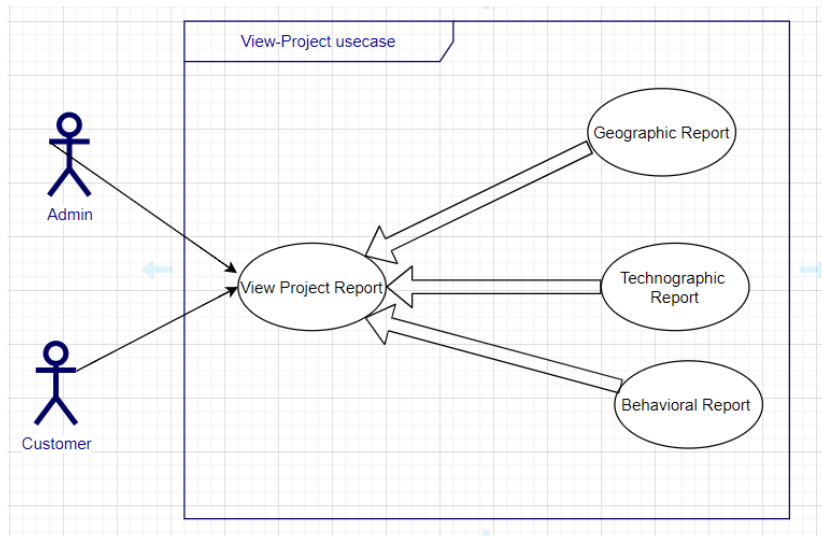 View-Project usecase
Geographic Report
Admin
View Project Report
Technographic
Report
Behavioral Report
Customer